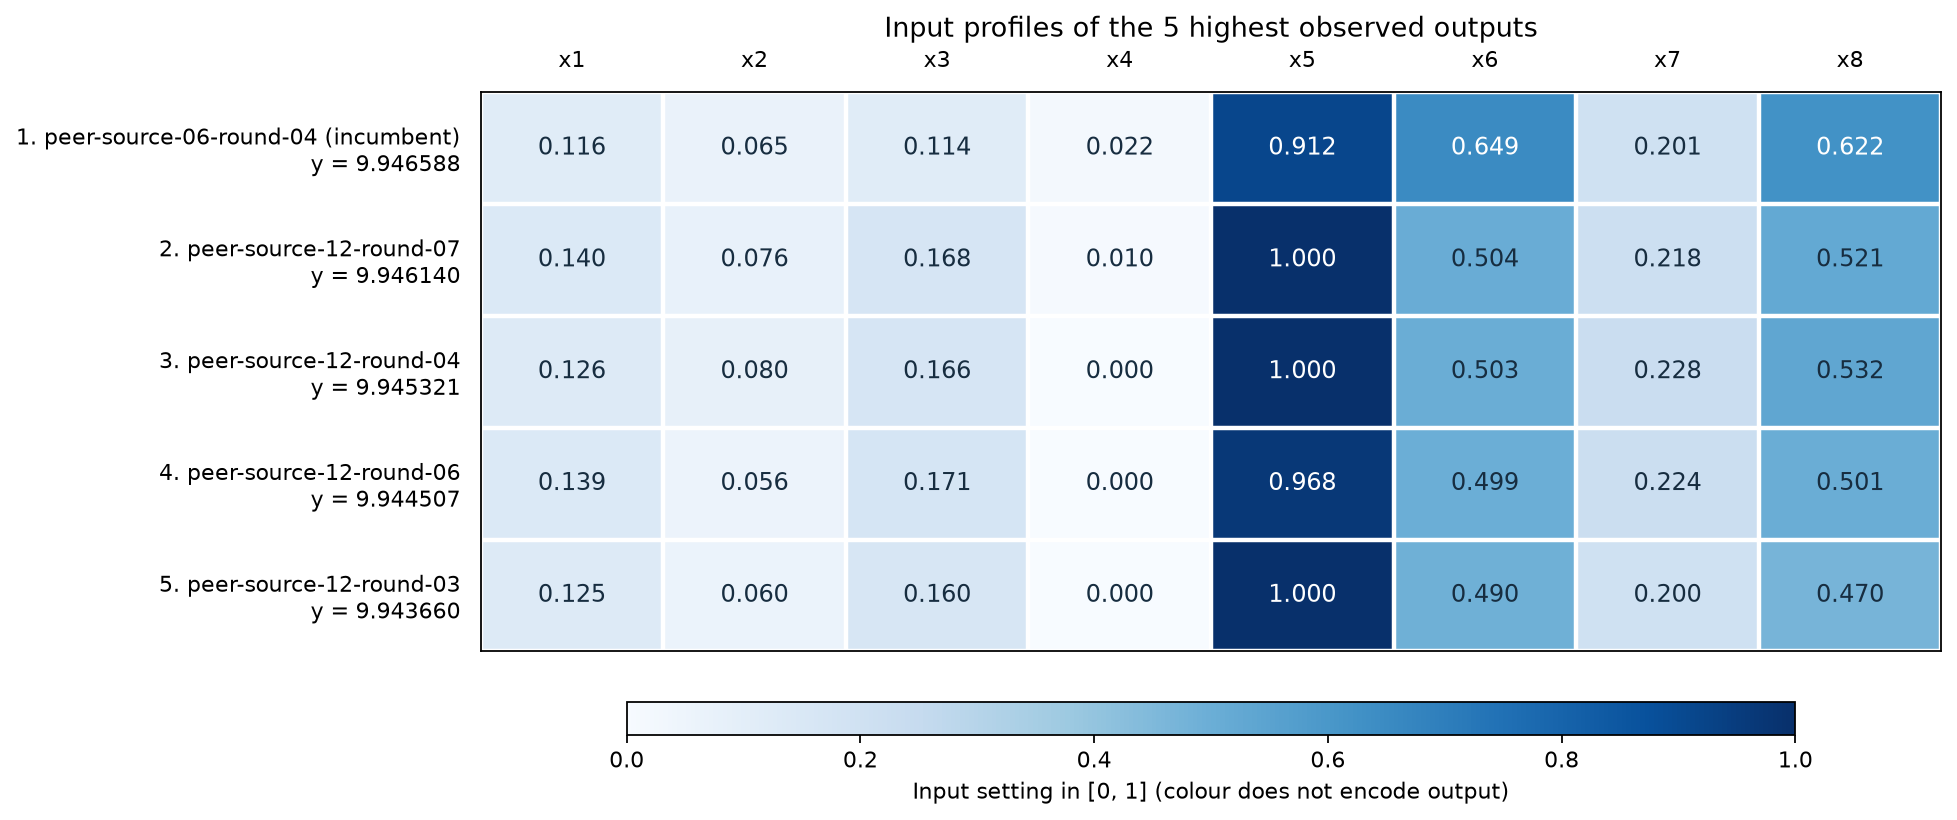 Input profiles of the 5 highest observed outputs
x1 x2 x3 x4 x5 x6 x7 x8
1. peer-source-06-round-04 (incumbent)
y = 9.946588
0.116 0.065 0.114 0.022 0.912 0.649 0.201 0.622
2. peer-source-12-round-07
y = 9.946140
0.140 0.076 0.168 0.010 1.000 0.504 0.218 0.521
3. peer-source-12-round-04
y = 9.945321
0.126 0.080 0.166 0.000 1.000 0.503 0.228 0.532
4. peer-source-12-round-06
y = 9.944507
0.139 0.056 0.171 0.000 0.968 0.499 0.224 0.501
5. peer-source-12-round-03
y = 9.943660
0.125 0.060 0.160 0.000 1.000 0.490 0.200 0.470
0.0 0.2 0.4 0.6 0.8 1.0
Input setting in [0, 1] (colour does not encode output)